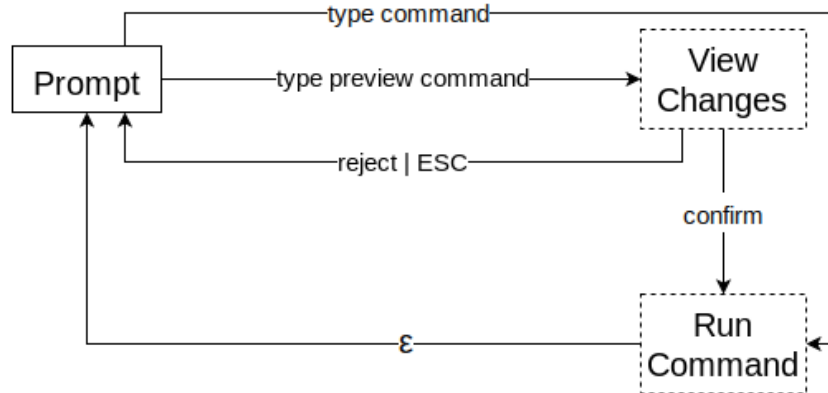 type command
Prompt
type preview command
View
Changes
reject | ESC
confirm
ε
Run
Command